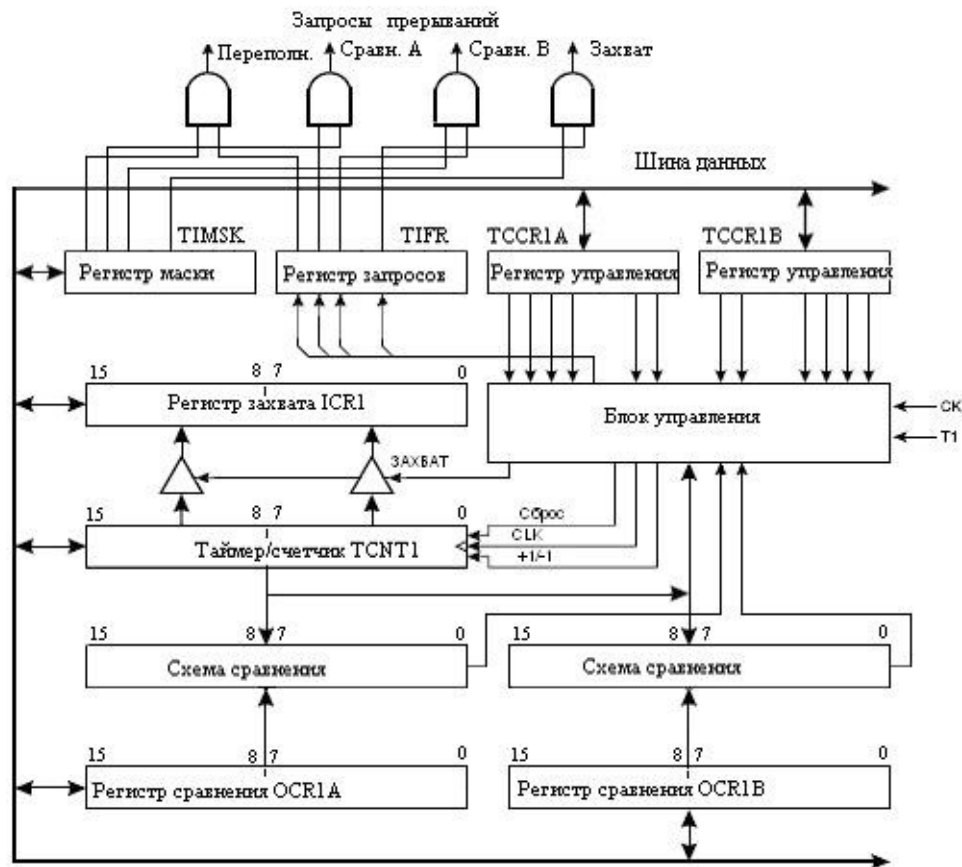 Запросы прерываний
Переполн. Сравн. А Сравн. В Захват
Шина данных
TIMSK TIFR TCCR1A TCCR1B
Регистр маски Регистр запросов Регистр управления Регистр управления
15 8 7 0
Регистр захвата ICR1
Блок управления
СК
Т1
ЗАХВАТ
15 8 7 0
Сброс
CLK
+1/-1
Таймер/счетчик TCNT1
15 8 7 0 15 8 7 0
Схема сравнения Схема сравнения
15 8 7 0 15 8 7 0
Регистр сравнения OCR1A Регистр сравнения OCR1B